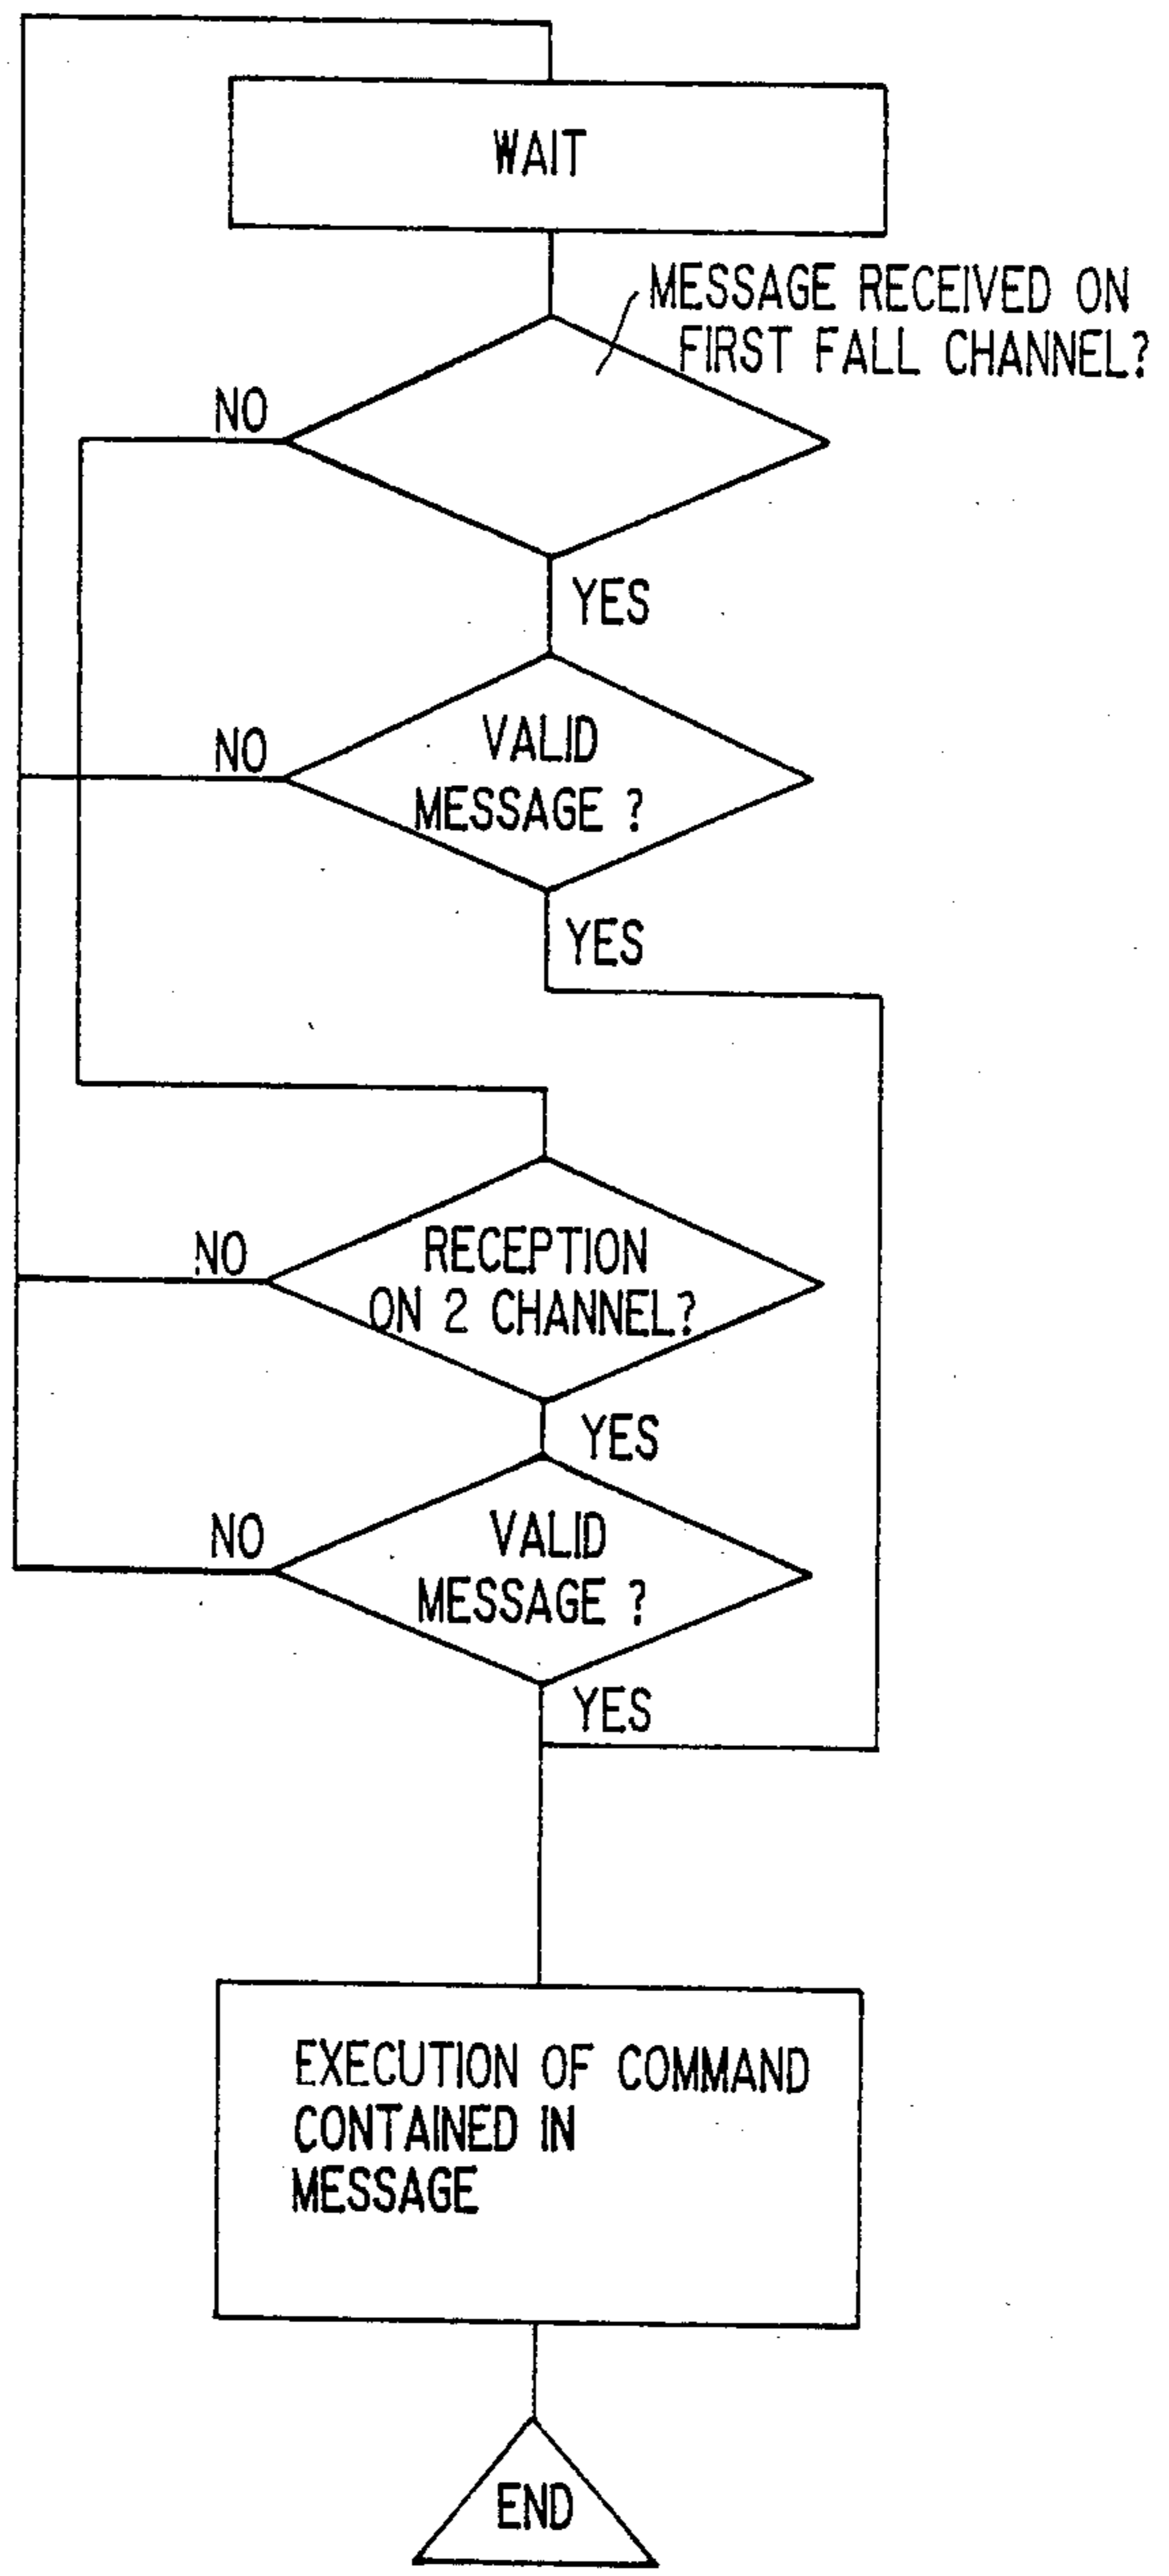 WAIT
MESSAGE RECEIVED ON
FIRST FALL CHANNEL?
NO
YES
VALID
MESSAGE ?
NO
YES
RECEPTION
ON 2 CHANNEL?
NO
YES
VALID
MESSAGE ?
NO
YES
EXECUTION OF COMMAND
CONTAINED IN
MESSAGE
END